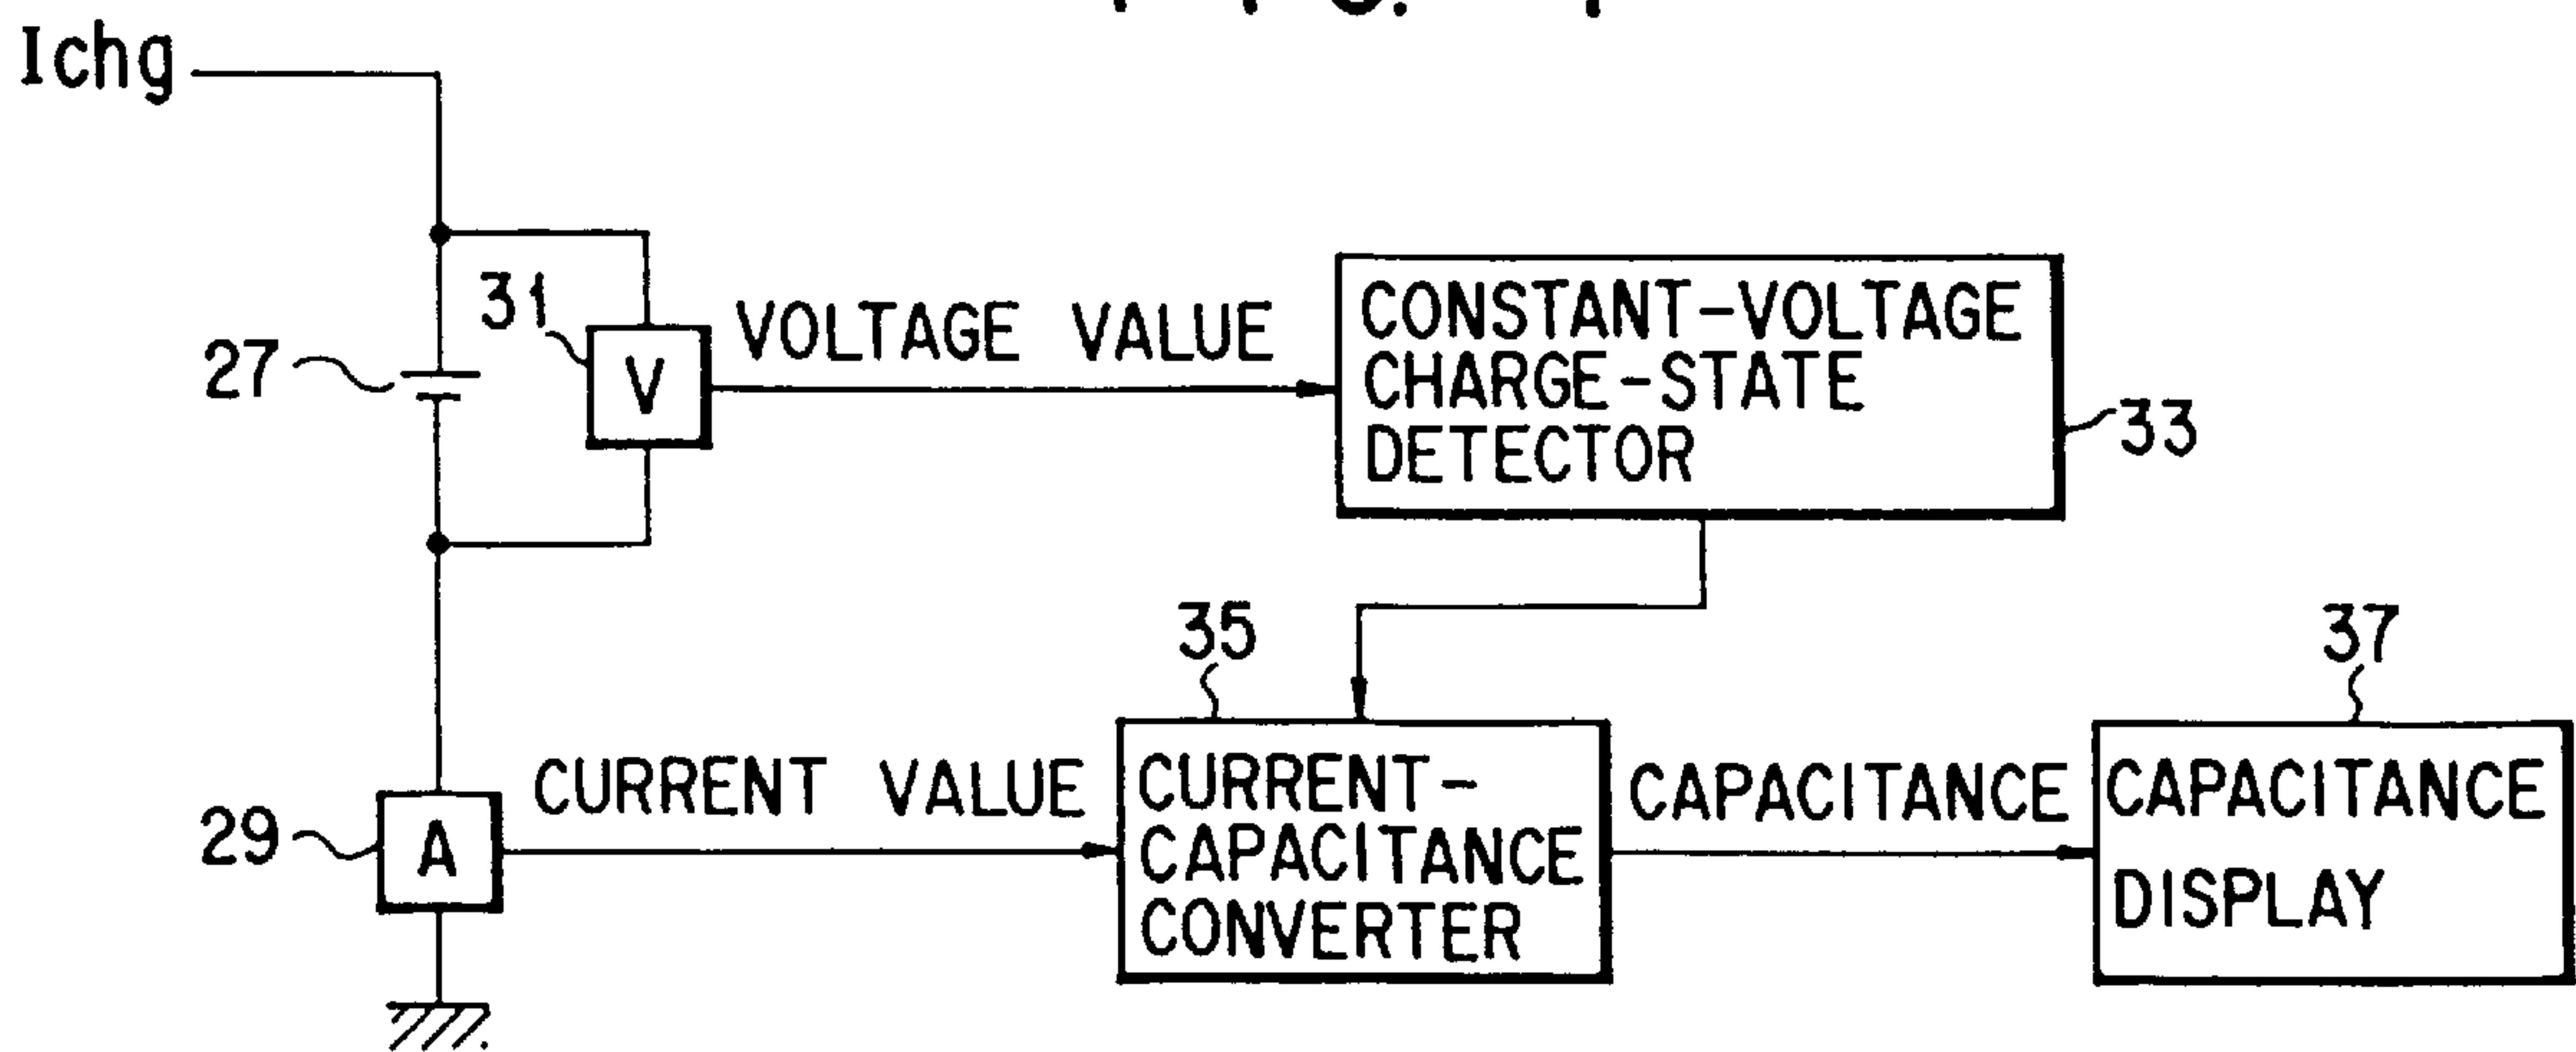 Ichg
31
VOLTAGE VALUE
27
V
CONSTANT-VOLTAGE
CHARGE-STATE
DETECTOR
33
35
37
29
A
CURRENT VALUE
CURRENT-
CAPACITANCE
CONVERTER
CAPACITANCE
CAPACITANCE
DISPLAY